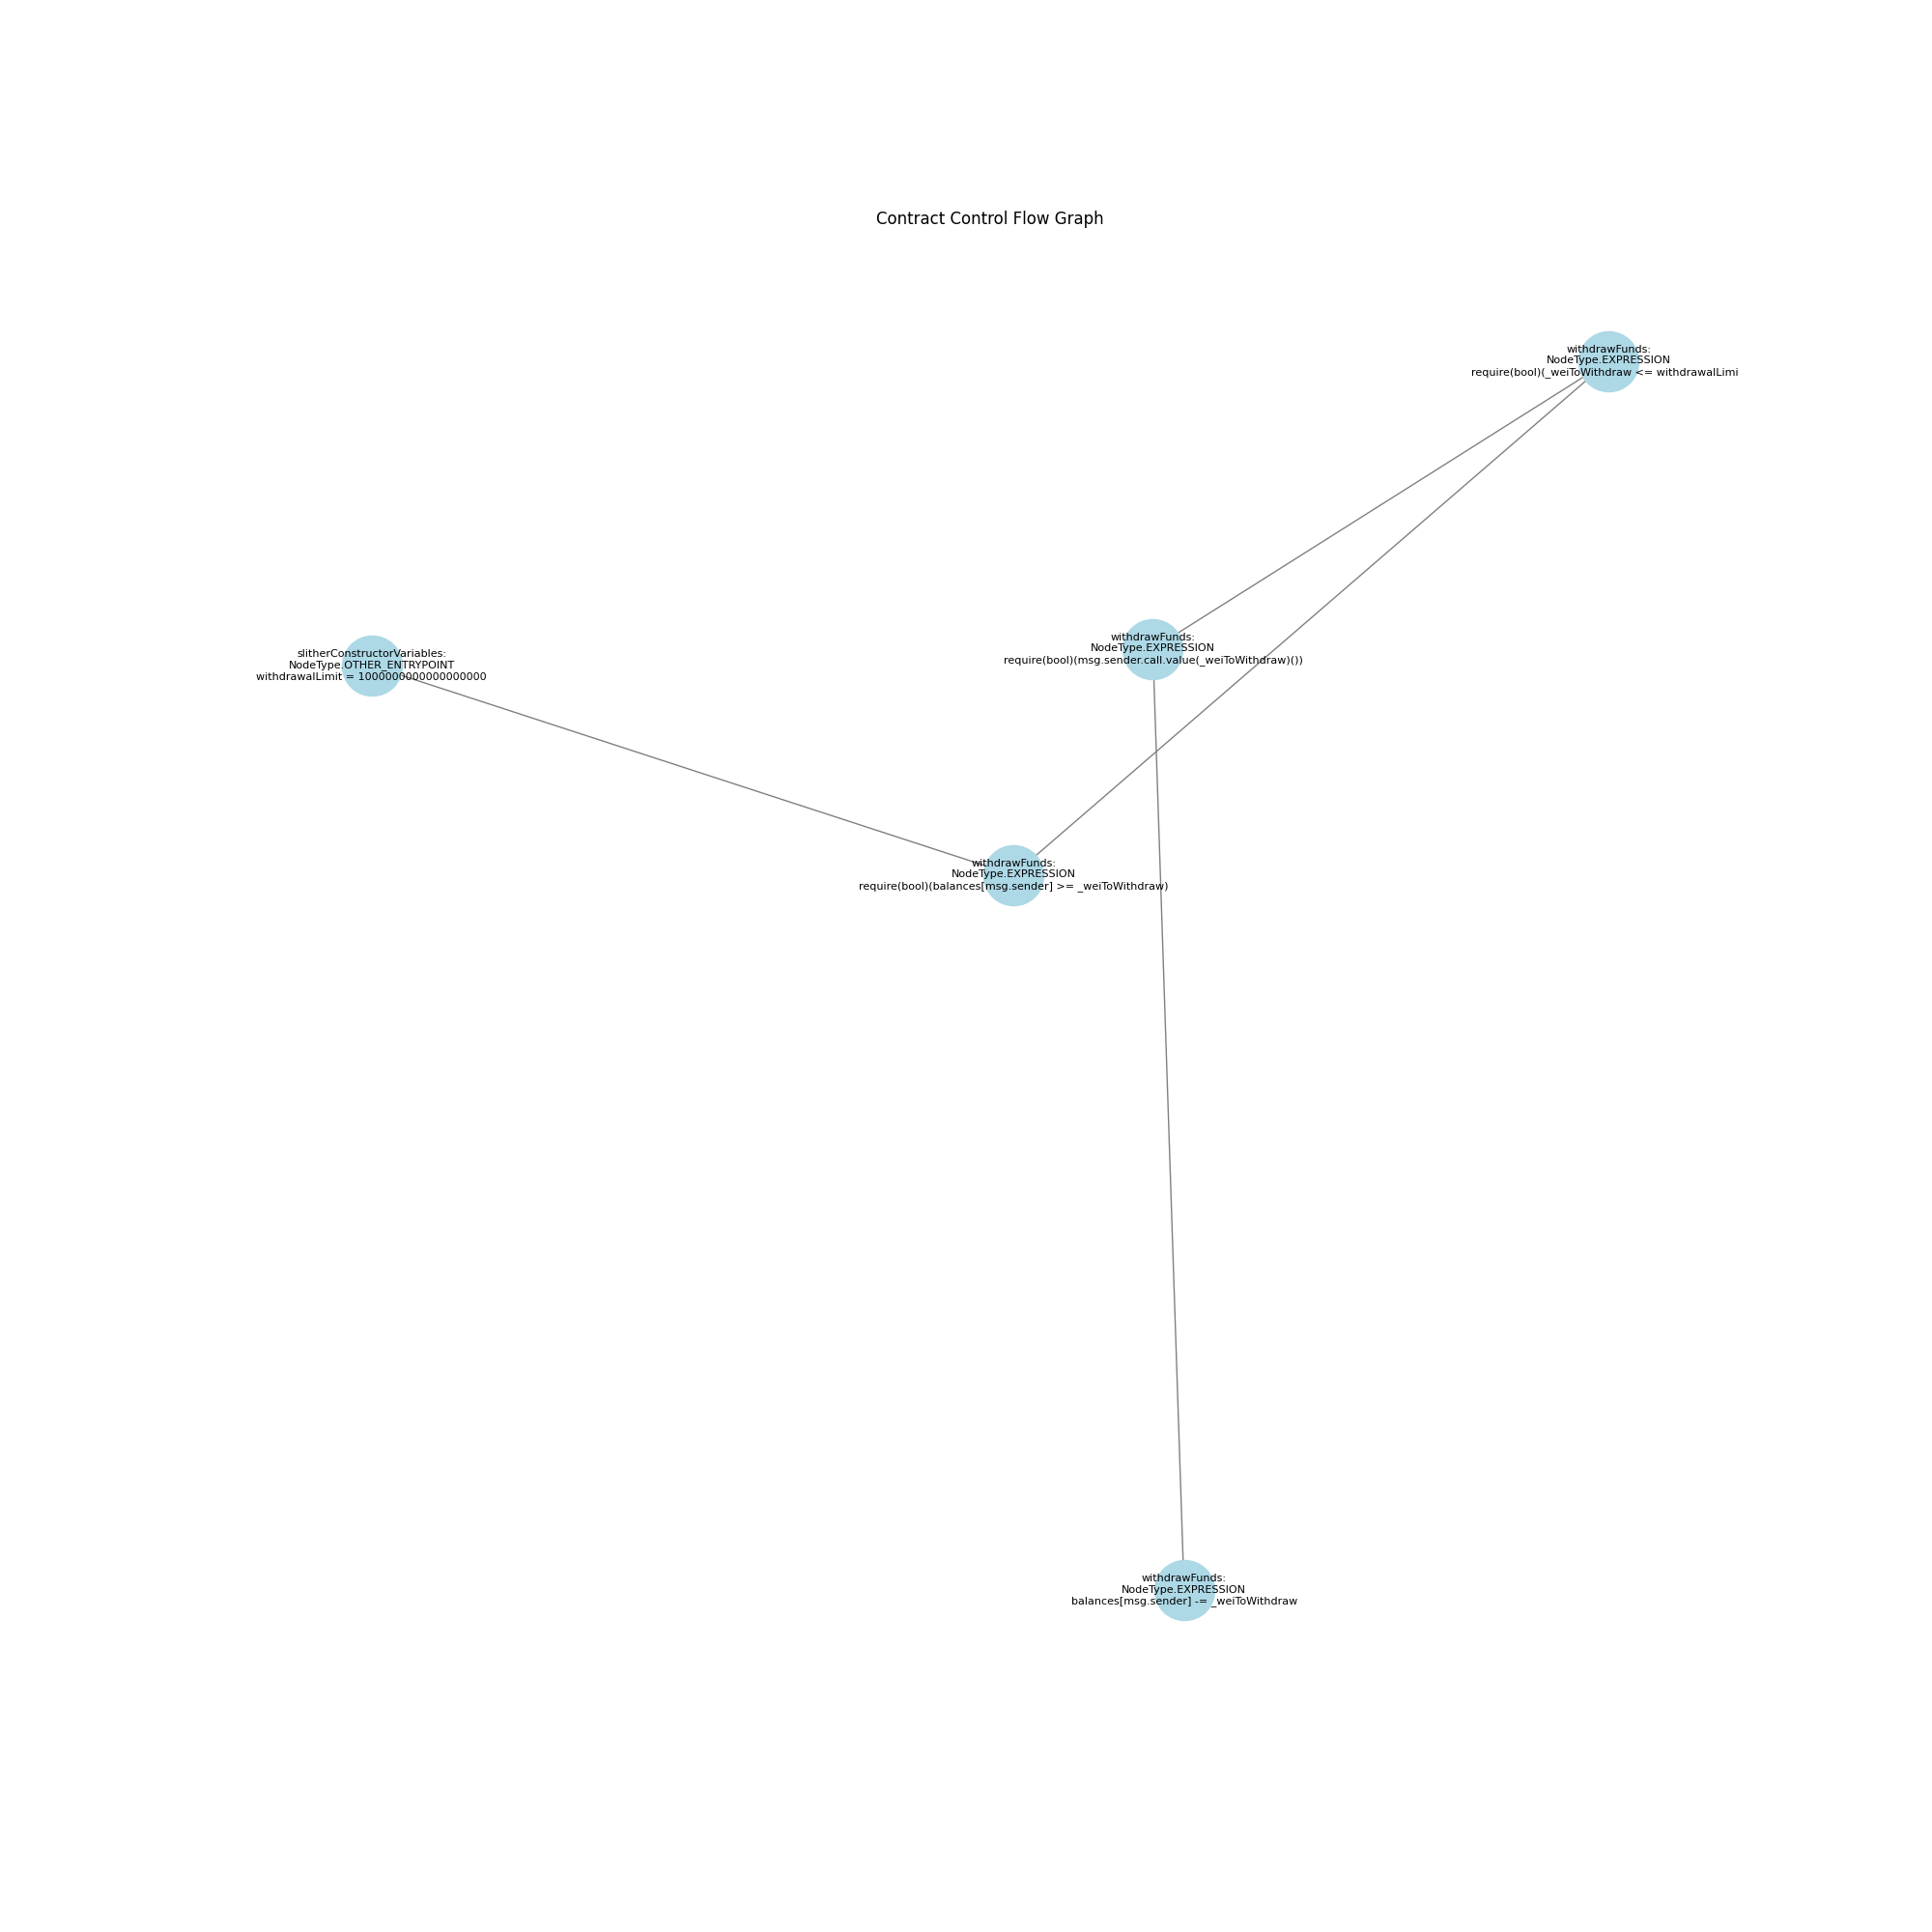 Contract Control Flow Graph
withdrawFunds:
NodeType.EXPRESSION
require(bool)(_weiToWithdraw <= withdrawalLimi
withdrawFunds:
NodeType.EXPRESSION
require(bool)(msg.sender.call.value(_weiToWithdraw)())
slitherConstructorVariables:
NodeType.OTHER_ENTRYPOINT
withdrawalLimit = 1000000000000000000
withdrawFunds:
NodeType.EXPRESSION
require(bool)(balances[msg.sender] >= _weiToWithdraw)
withdrawFunds:
NodeType.EXPRESSION
balances[msg.sender] -= _weiToWithdraw